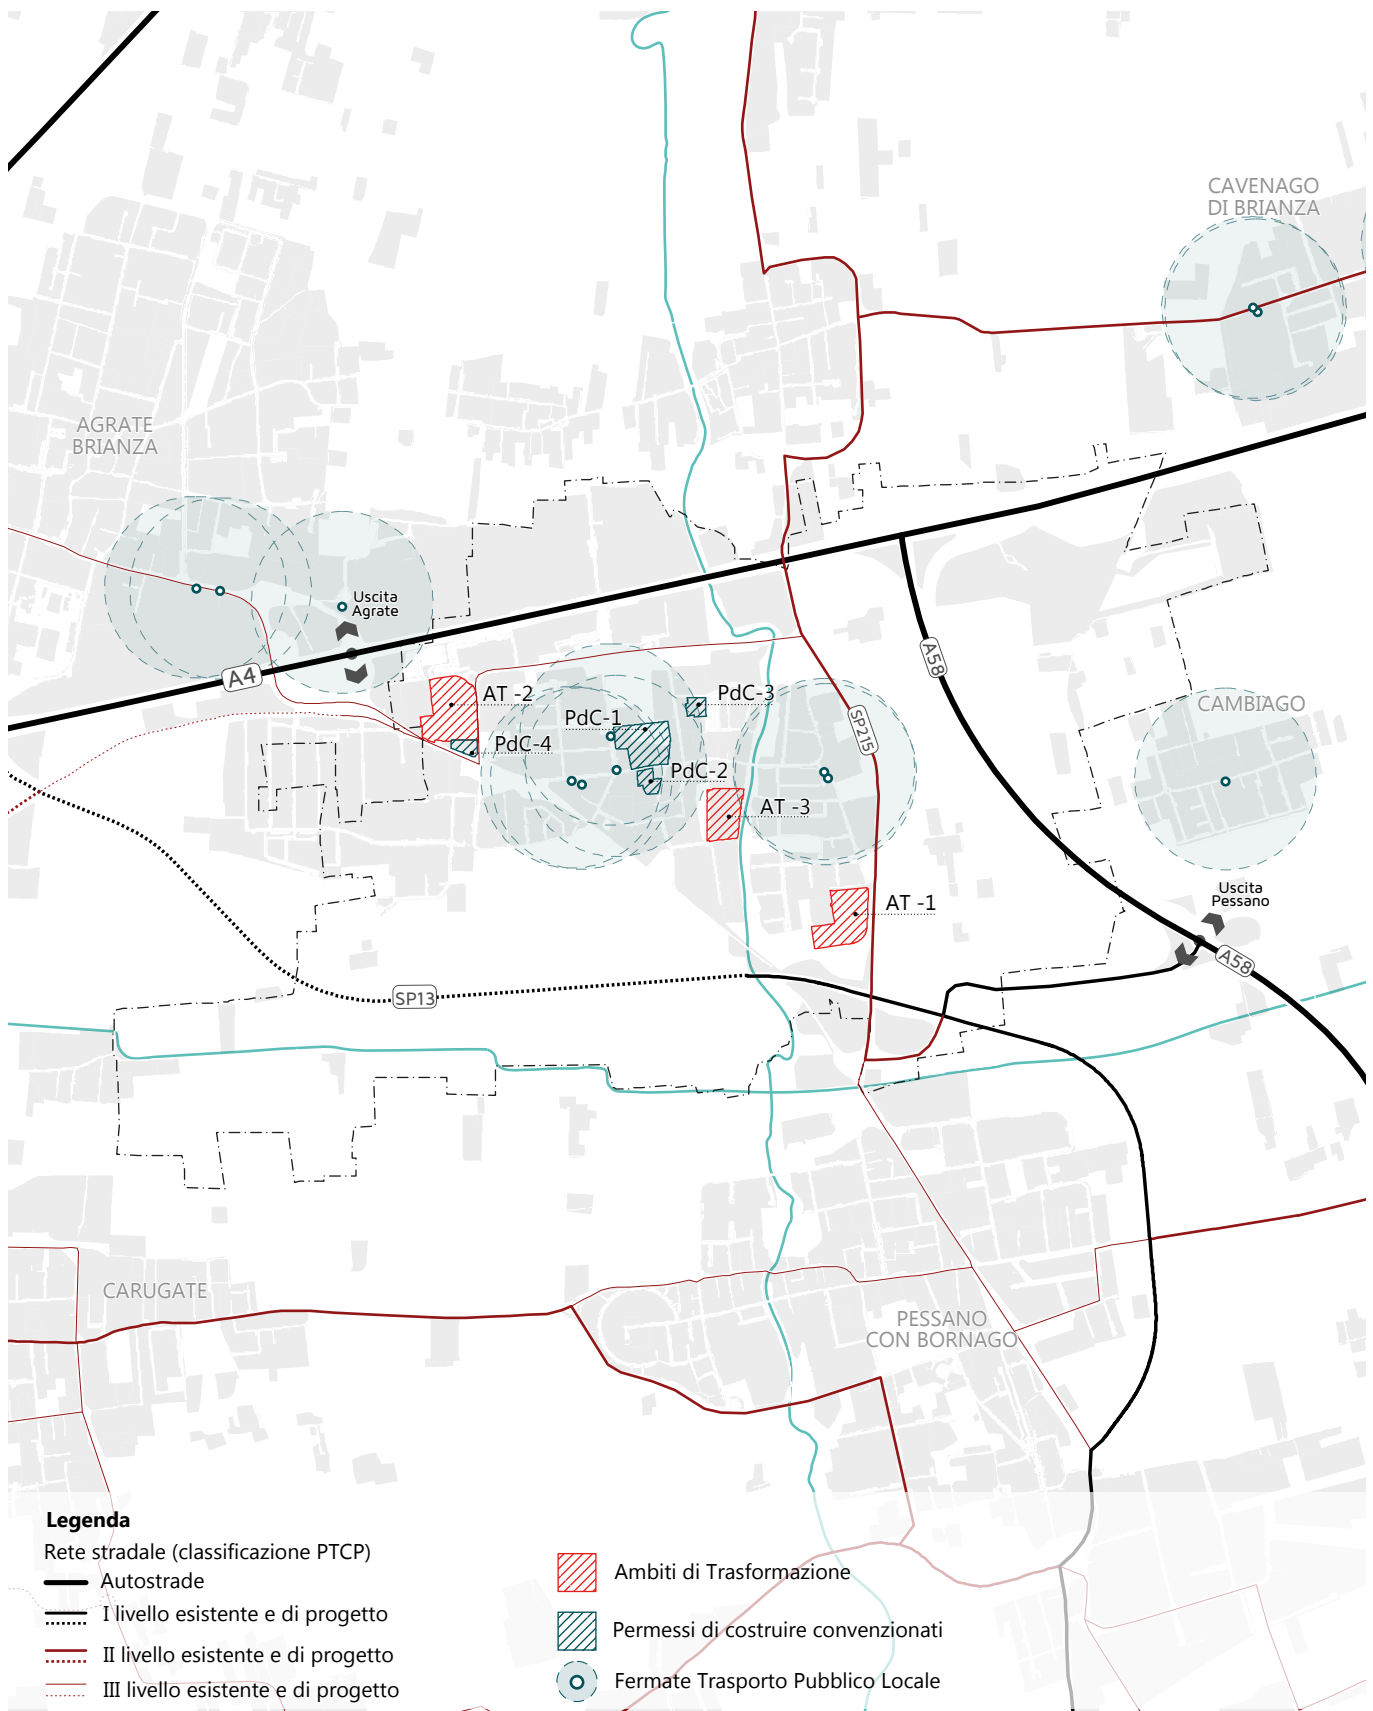 CAVENAGO
DI BRIANZA
AGRATE
BRIANZA
Uscita
Agrate
A4
A58
AT -2
PdC-3
PdC-1
SP215
CAMBIAGO
PdC-4
PdC-2
AT -3
Uscita
Pessano
AT -1
A58
SP13
CARUGATE
PESSANO
CON BORNAGO
Legenda
Rete stradale (classificazione PTCP)
Autostrade
I livello esistente e di progetto
II livello esistente e di progetto
III livello esistente e di progetto
Ambiti di Trasformazione
Permessi di costruire convenzionati
Fermate Trasporto Pubblico Locale